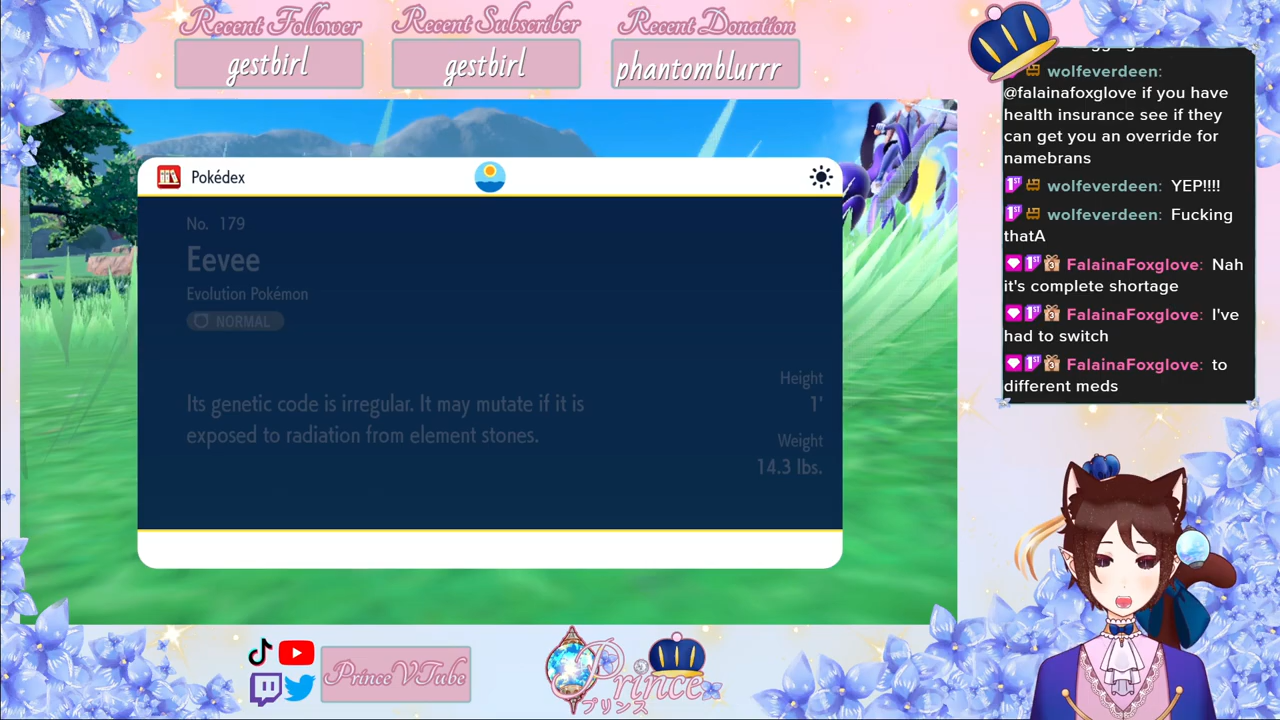 Recent Follower
gestbirl
Recent Subscriber
gestbirl
Recent Donation
phantomblurrr
Pokédex
No. 179
Eevee
Evolution Pokémon
NORMAL
Its genetic code is irregular. It may mutate if it is
exposed to radiation from element stones.
Height
1'
Weight
14.3 lbs.
wolfeverdeen:
@falainafoxglove if you have
health insurance see if they
can get you an override for
namebrans
wolfeverdeen: YEP!!!!
wolfeverdeen: Fucking
thatA
FalainaFoxglove: Nah
it's complete shortage
FalainaFoxglove: I've
had to switch
FalainaFoxglove: to
different meds
PrinceVTube
Prince
プリンス